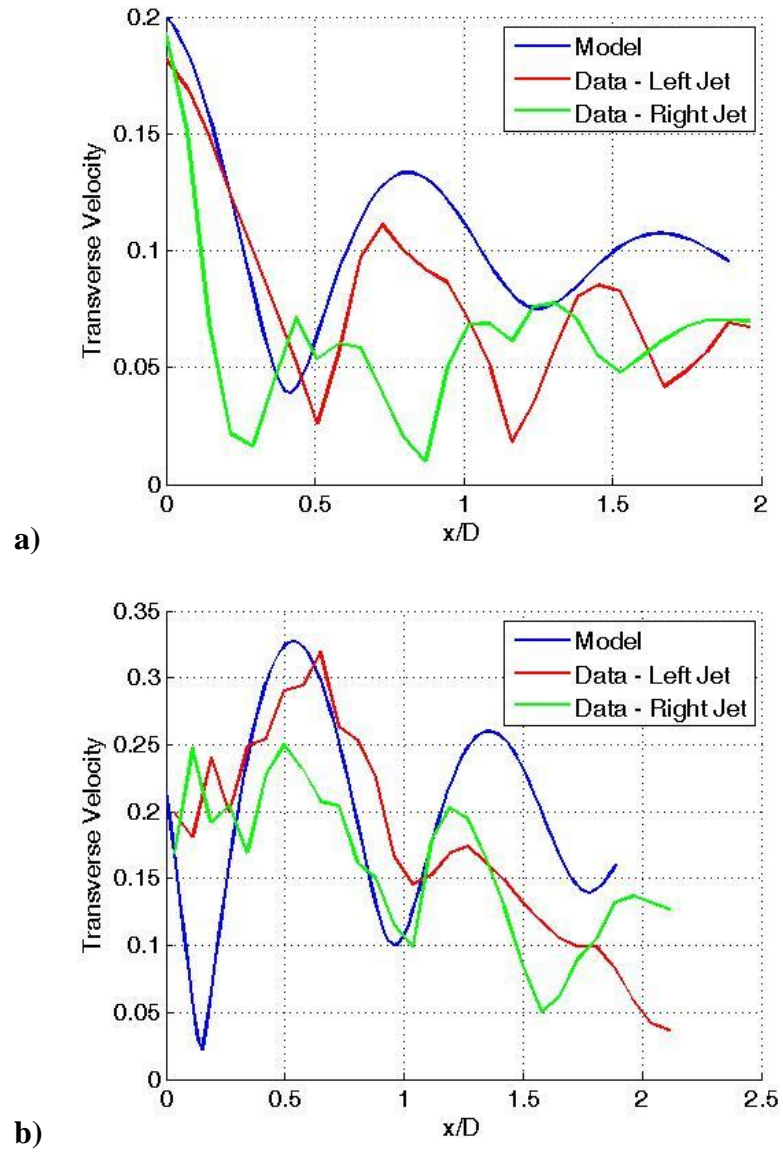 0.2
0.15
0.1
0.05
0
Transverse Velocity
Model
Data - Left Jet
Data - Right Jet
0 0.5 1 1.5 2
x/D
a)
0.35
0.3
0.25
0.2
0.15
0.1
0.05
0
Transverse Velocity
Model
Data - Left Jet
Data - Right Jet
0 0.5 1 1.5 2 2.5
x/D
b)